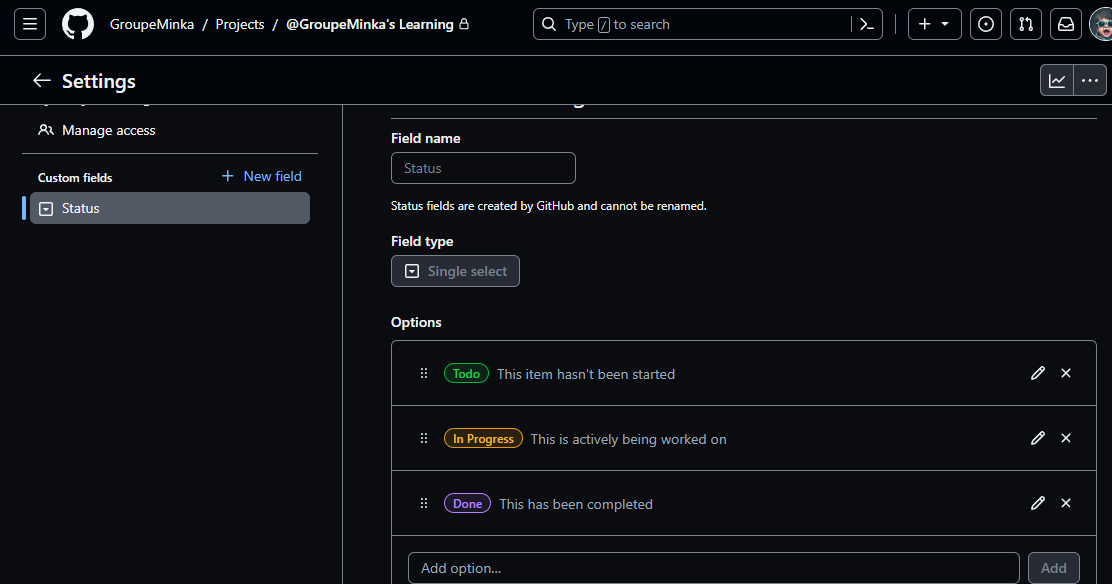 GroupeMinka / Projects / @GroupeMinka's Learning
Type / to search
Settings
Manage access
Custom fields
New field
Status
Field name
Status
Status fields are created by GitHub and cannot be renamed.
Field type
Single select
Options
Todo This item hasn't been started
In Progress This is actively being worked on
Done This has been completed
Add option...
Add